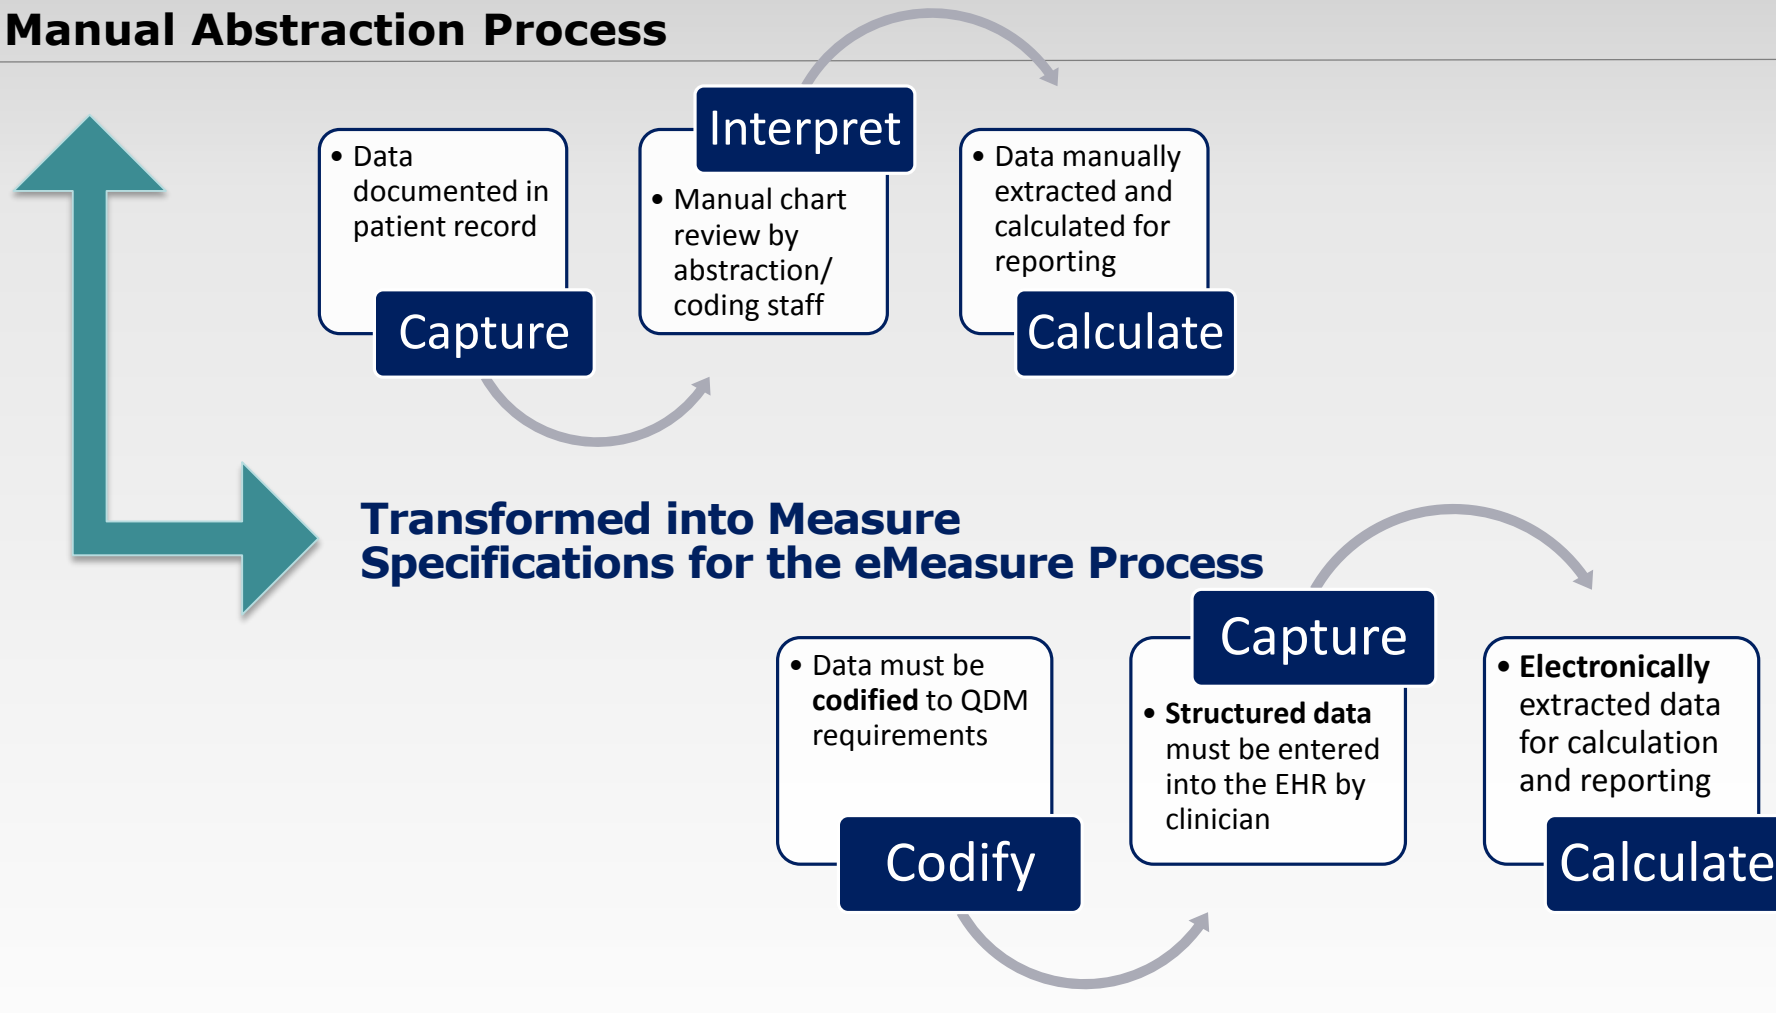 Manual Abstraction Process
• Data
documented in
patient record
Capture
Interpret
• Manual chart
review by
abstraction/
coding staff
• Data manually
extracted and
calculated for
reporting
Calculate
Transformed into Measure
Specifications for the eMeasure Process
• Data must be
codified to QDM
requirements
Codify
Capture
• Structured data
must be entered
into the EHR by
clinician
• Electronically
extracted data
for calculation
and reporting
Calculate